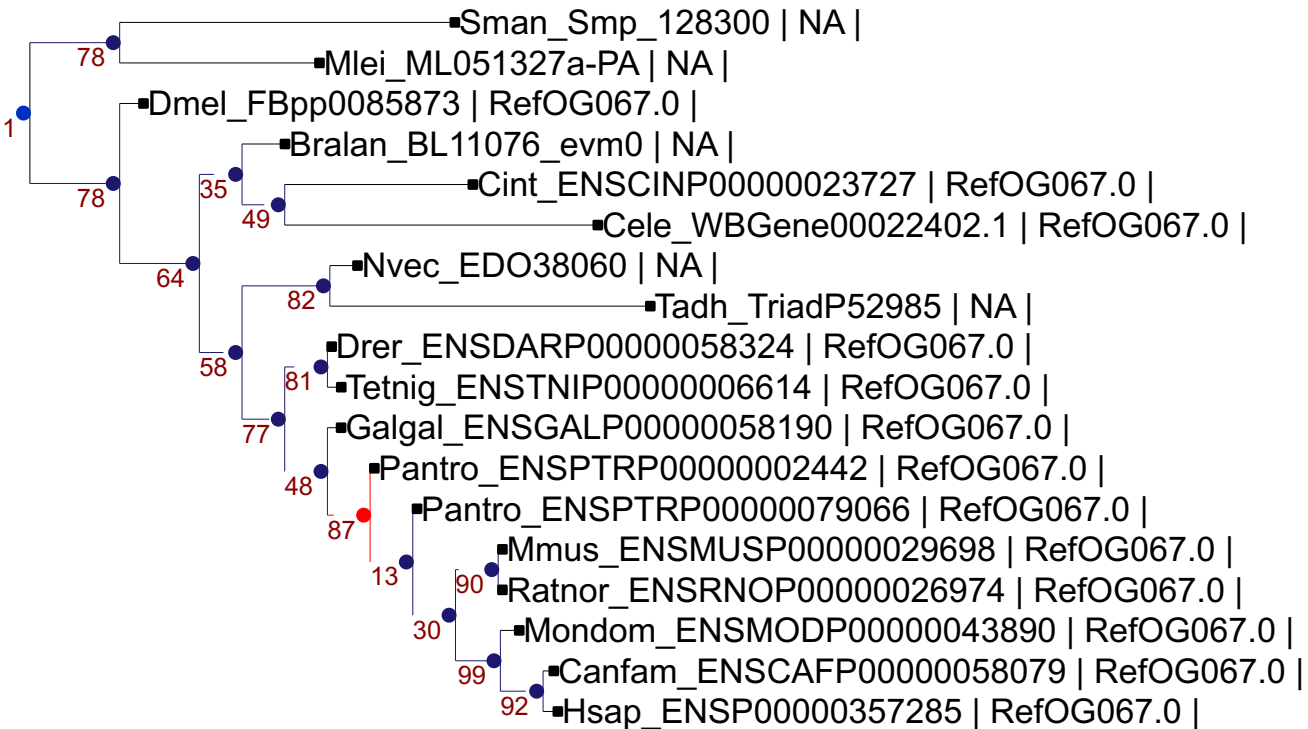 Sman_Smp_128300 | NA |
78
Mlei_ML051327a-PA | NA |
Dmel_FBpp0085873 | RefOG067.0 |
1
Bralan_BL11076_evm0 | NA |
35
78
Cint_ENSCINP00000023727 | RefOG067.0 |
49
Cele_WBGene00022402.1 | RefOG067.0 |
Nvec_EDO38060 | NA |
64
82
Tadh_TriadP52985 | NA |
Drer_ENSDARP00000058324 | RefOG067.0 |
58
81
Tetnig_ENSTNIP00000006614 | RefOG067.0 |
77
Galgal_ENSGALP00000058190 | RefOG067.0 |
Pantro_ENSPTRP00000002442 | RefOG067.0 |
48
Pantro_ENSPTRP00000079066 | RefOG067.0 |
87
Mmus_ENSMUSP00000029698 | RefOG067.0 |
13
90
Ratnor_ENSRNOP00000026974 | RefOG067.0 |
30
Mondom_ENSMODP00000043890 | RefOG067.0 |
99
Canfam_ENSCAFP00000058079 | RefOG067.0 |
92
Hsap_ENSP00000357285 | RefOG067.0 |